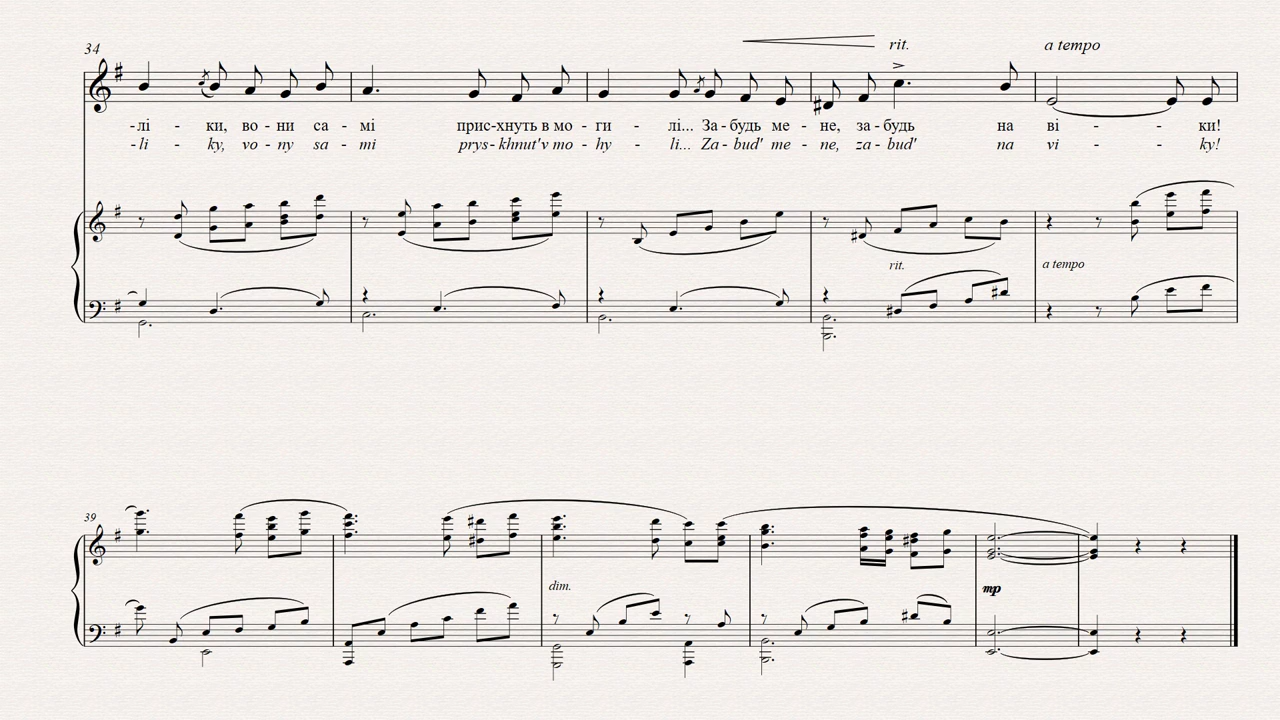 34
rit.
a tempo
-лі - ки, во - ни са - мі прис-хнуть в мо - ги - лі... За - будь ме - не, за - будь на ві - - ки!
-li - ky, vo - ny sa - mi prys - khnut'v mo - hy - li... Za - bud' me - ne, za - bud' na vi - - ky!
rit.
a tempo
39
dim.
mp